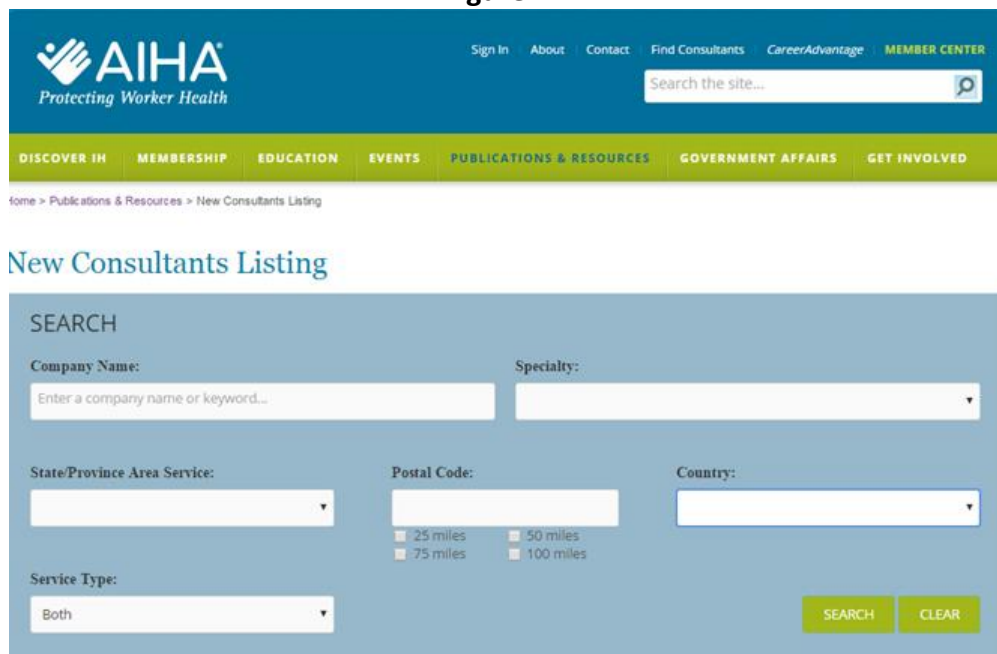 AIHA
Protecting Worker Health
Sign In About Contact Find Consultants CareerAdvantage MEMBER CENTER
Search the site...
DISCOVER IH MEMBERSHIP EDUCATION EVENTS PUBLICATIONS & RESOURCES GOVERNMENT AFFAIRS GET INVOLVED
Home > Publications & Resources > New Consultants Listing
New Consultants Listing
SEARCH
Company Name: Specialty:
Enter a company name or keyword...
State/Province Area Service: Postal Code: Country:
25 miles 50 miles
75 miles 100 miles
Service Type:
Both
SEARCH CLEAR